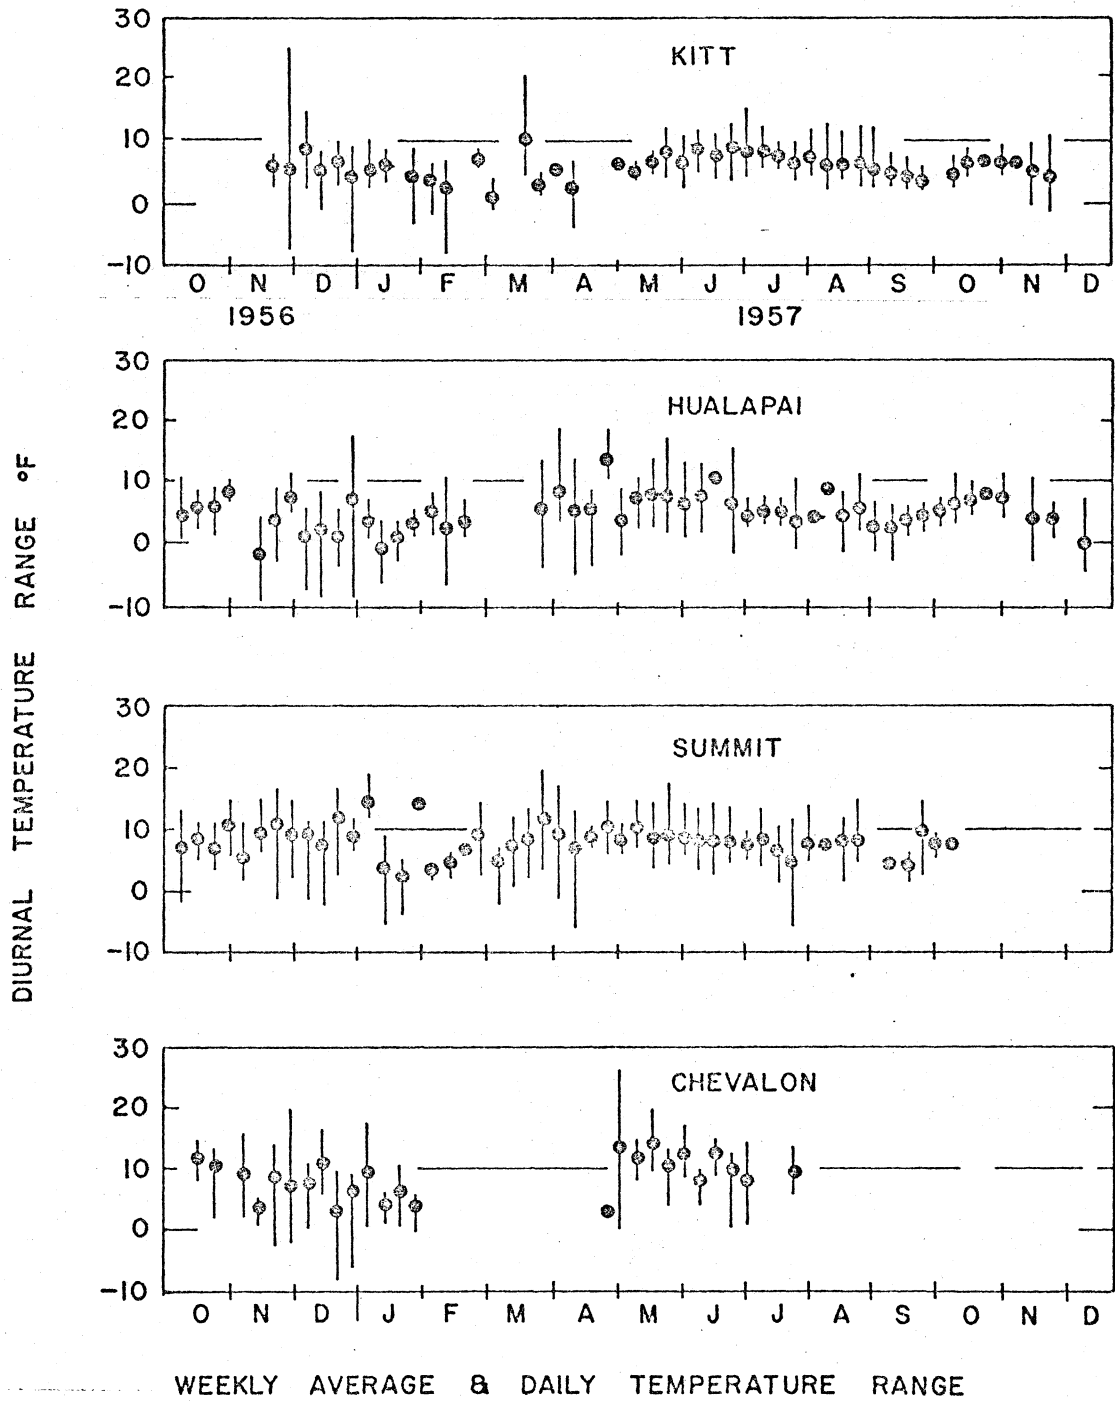 30
KITT
20
10
0
-10
O N D J F M A M J J A S O N D
1956 1957
30
HUALAPAI
20
10
0
-10
DIURNAL TEMPERATURE RANGE °F
30
SUMMIT
20
10
0
-10
30
CHEVALON
20
10
0
-10
O N D J F M A M J J A S O N D
WEEKLY AVERAGE & DAILY TEMPERATURE RANGE